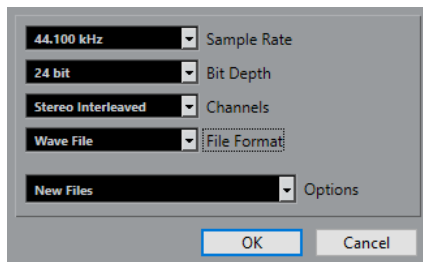 44.100 kHz Sample Rate
24 bit Bit Depth
Stereo Interleaved Channels
Wave File File Format
New Files Options
OK Cancel